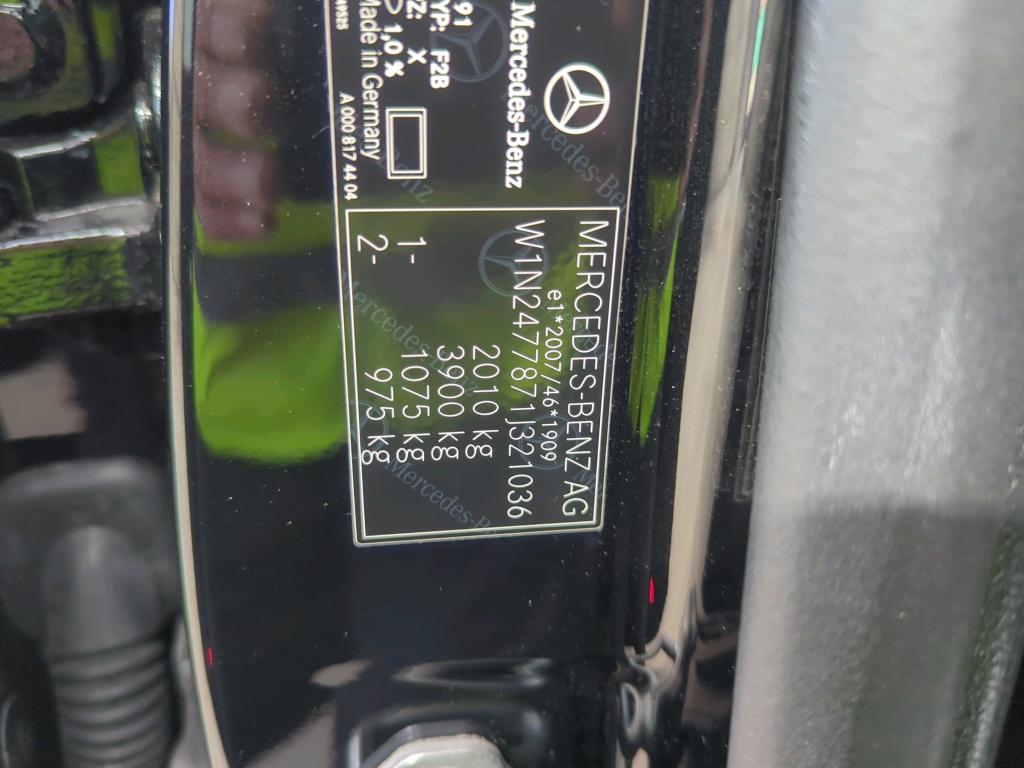 Mercedes-Benz
91
YP: F2B
Z: X
1,0 %
Made in Germany
A 000 817 44 04
MERCEDES-BENZ AG
e1*2007/46*1909
W1N2477871J321036
2010 kg
3900 kg
1- 1075 kg
2- 975 kg